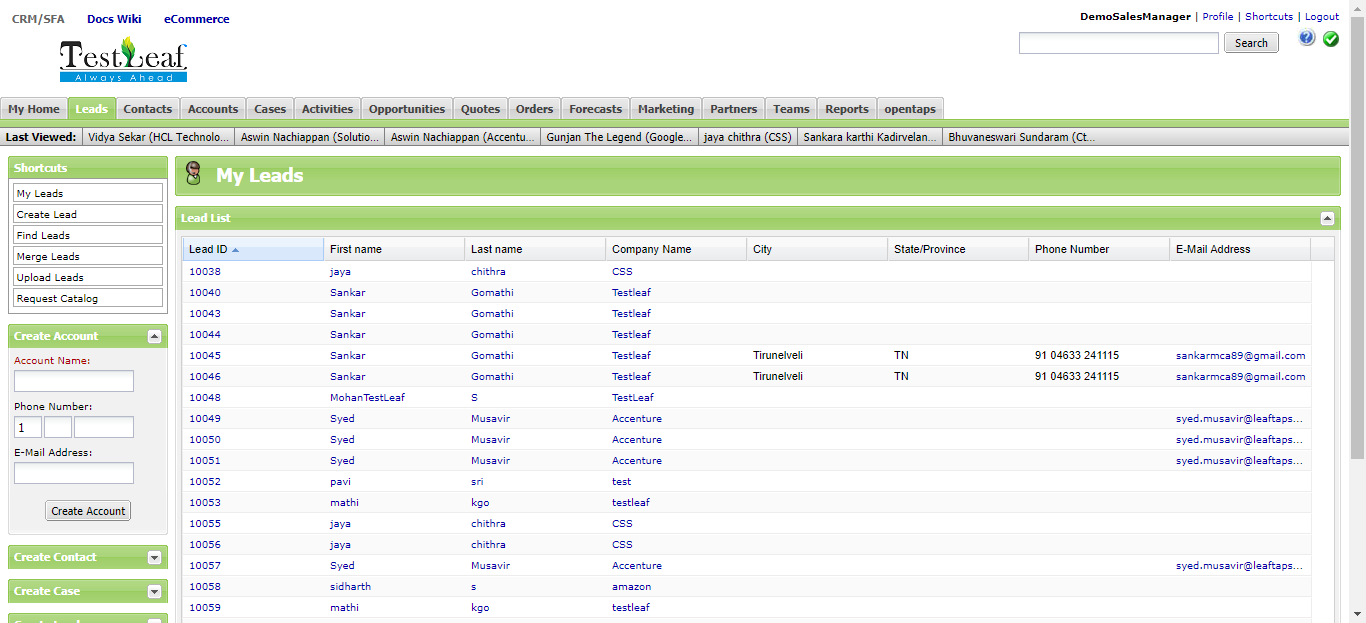 CRM/SFA Docs Wiki eCommerce
DemoSalesManager | Profile | Shortcuts | Logout
TestLeaf
Always Ahead
Search
My Home Leads Contacts Accounts Cases Activities Opportunities Quotes Orders Forecasts Marketing Partners Teams Reports opentaps
Last Viewed: Vidya Sekar (HCL Technolo... Aswin Nachiappan (Solutio... Aswin Nachiappan (Accentu... Gunjan The Legend (Google... jaya chithra (CSS) Sankara karthi Kadirvelan... Bhuvaneswari Sundaram (Ct...
Shortcuts
My Leads
Create Lead
Find Leads
Merge Leads
Upload Leads
Request Catalog
Create Account
Account Name:
Phone Number:
1
E-Mail Address:
Create Account
Create Contact
Create Case
My Leads
Lead List
Lead ID First name Last name Company Name City State/Province Phone Number E-Mail Address
10038 jaya chithra CSS
10040 Sankar Gomathi Testleaf
10043 Sankar Gomathi Testleaf
10044 Sankar Gomathi Testleaf
10045 Sankar Gomathi Testleaf Tirunelveli TN 91 04633 241115 sankarmca89@gmail.com
10046 Sankar Gomathi Testleaf Tirunelveli TN 91 04633 241115 sankarmca89@gmail.com
10048 MohanTestLeaf S TestLeaf
10049 Syed Musavir Accenture syed.musavir@leaftaps...
10050 Syed Musavir Accenture syed.musavir@leaftaps...
10051 Syed Musavir Accenture syed.musavir@leaftaps...
10052 pavi sri test
10053 mathi kgo testleaf
10055 jaya chithra CSS
10056 jaya chithra CSS
10057 Syed Musavir Accenture syed.musavir@leaftaps...
10058 sidharth s amazon
10059 mathi kgo testleaf